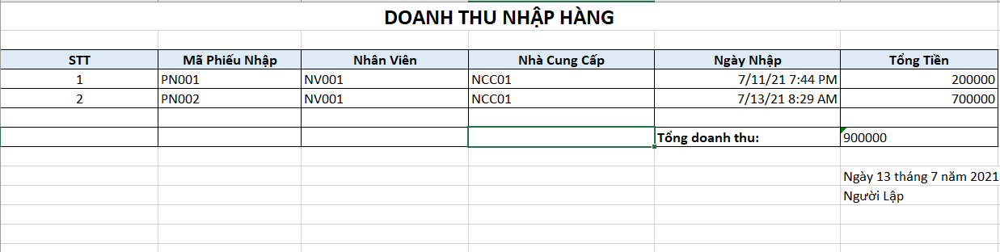 DOANH THU NHẬP HÀNG
STT Mã Phiếu Nhập Nhân Viên Nhà Cung Cấp Ngày Nhập Tổng Tiền
1 PN001 NV001 NCC01 7/11/21 7:44 PM 200000
2 PN002 NV001 NCC01 7/13/21 8:29 AM 700000
Tổng doanh thu: 900000
Ngày 13 tháng 7 năm 2021
Người Lập